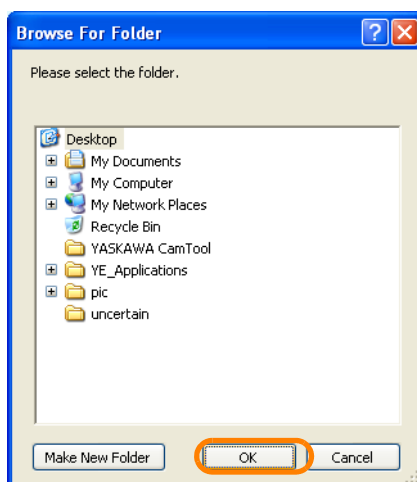 Browse For Folder
Please select the folder.
Desktop
My Documents
My Computer
My Network Places
Recycle Bin
YASKAWA CamTool
YE_Applications
pic
uncertain
Make New Folder OK Cancel